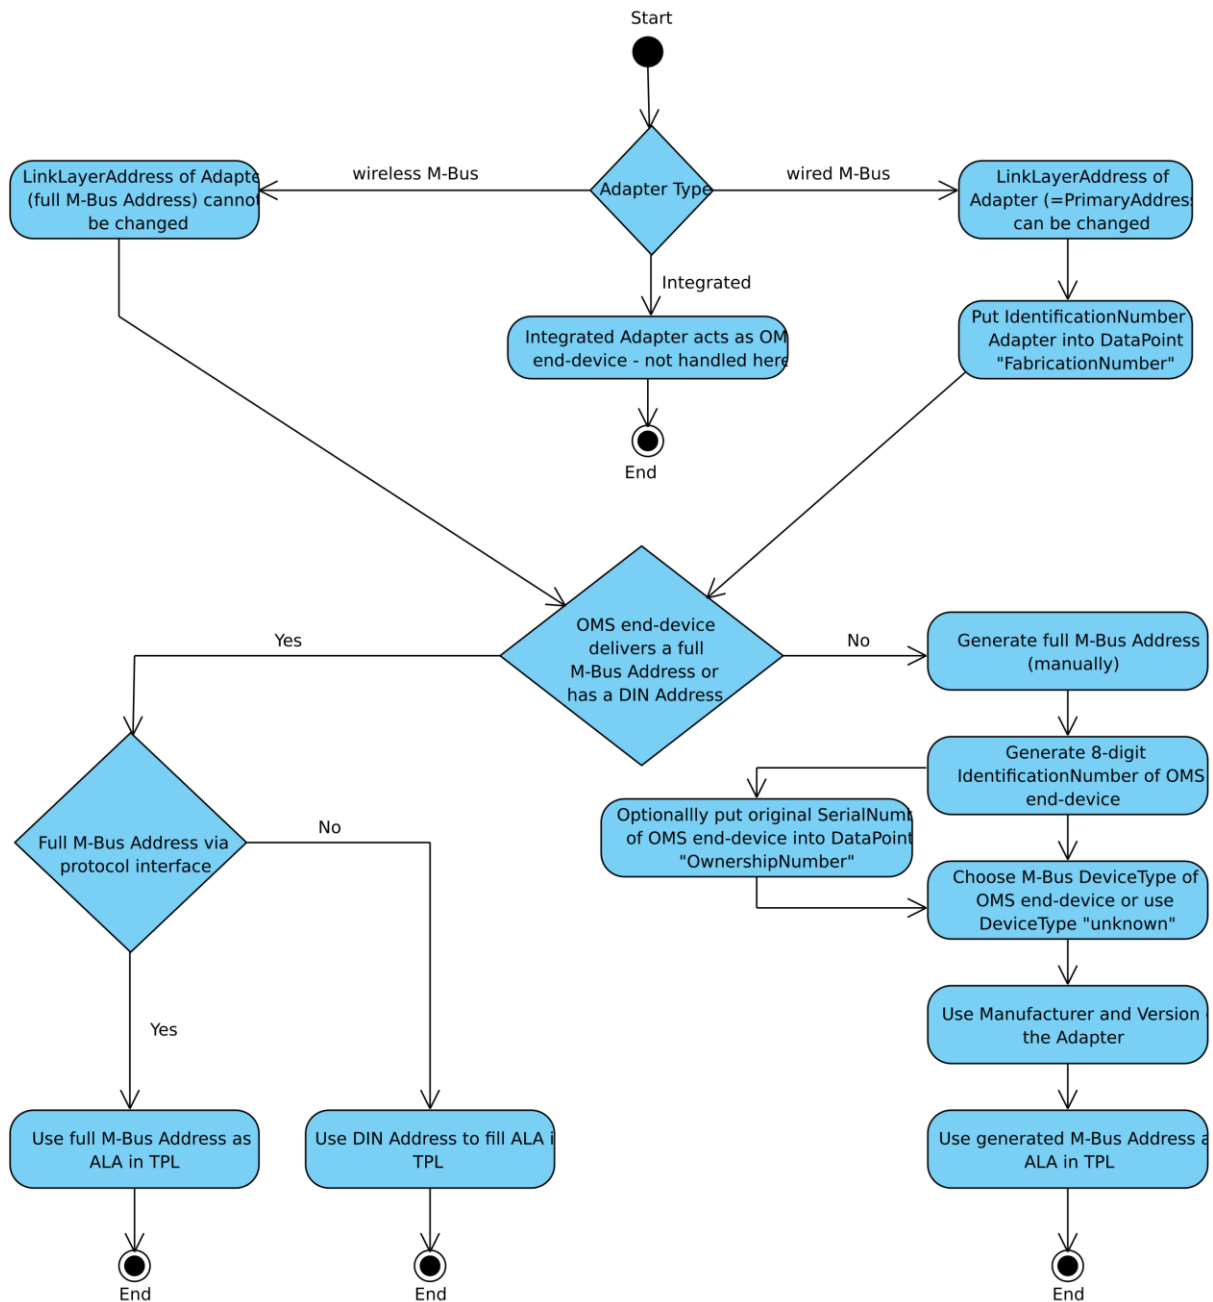 Start
Adapter Type
wireless M-Bus
wired M-Bus
Integrated
LinkLayerAddress of Adapte
(full M-Bus Address) cannot
be changed
LinkLayerAddress of
Adapter (=PrimaryAddress
can be changed
Integrated Adapter acts as OM
end-device - not handled here
End
Put IdentificationNumber
Adapter into DataPoint
"FabricationNumber"
OMS end-device
delivers a full
M-Bus Address or
has a DIN Address
Yes
No
Generate full M-Bus Address
(manually)
Generate 8-digit
IdentificationNumber of OMS
end-device
Optionallly put original SerialNumb
of OMS end-device into DataPoint
"OwnershipNumber"
Choose M-Bus DeviceType of
OMS end-device or use
DeviceType "unknown"
Use Manufacturer and Version
the Adapter
Use generated M-Bus Address a
ALA in TPL
End
Full M-Bus Address via
protocol interface
No
Yes
Use full M-Bus Address as
ALA in TPL
End
Use DIN Address to fill ALA i
TPL
End